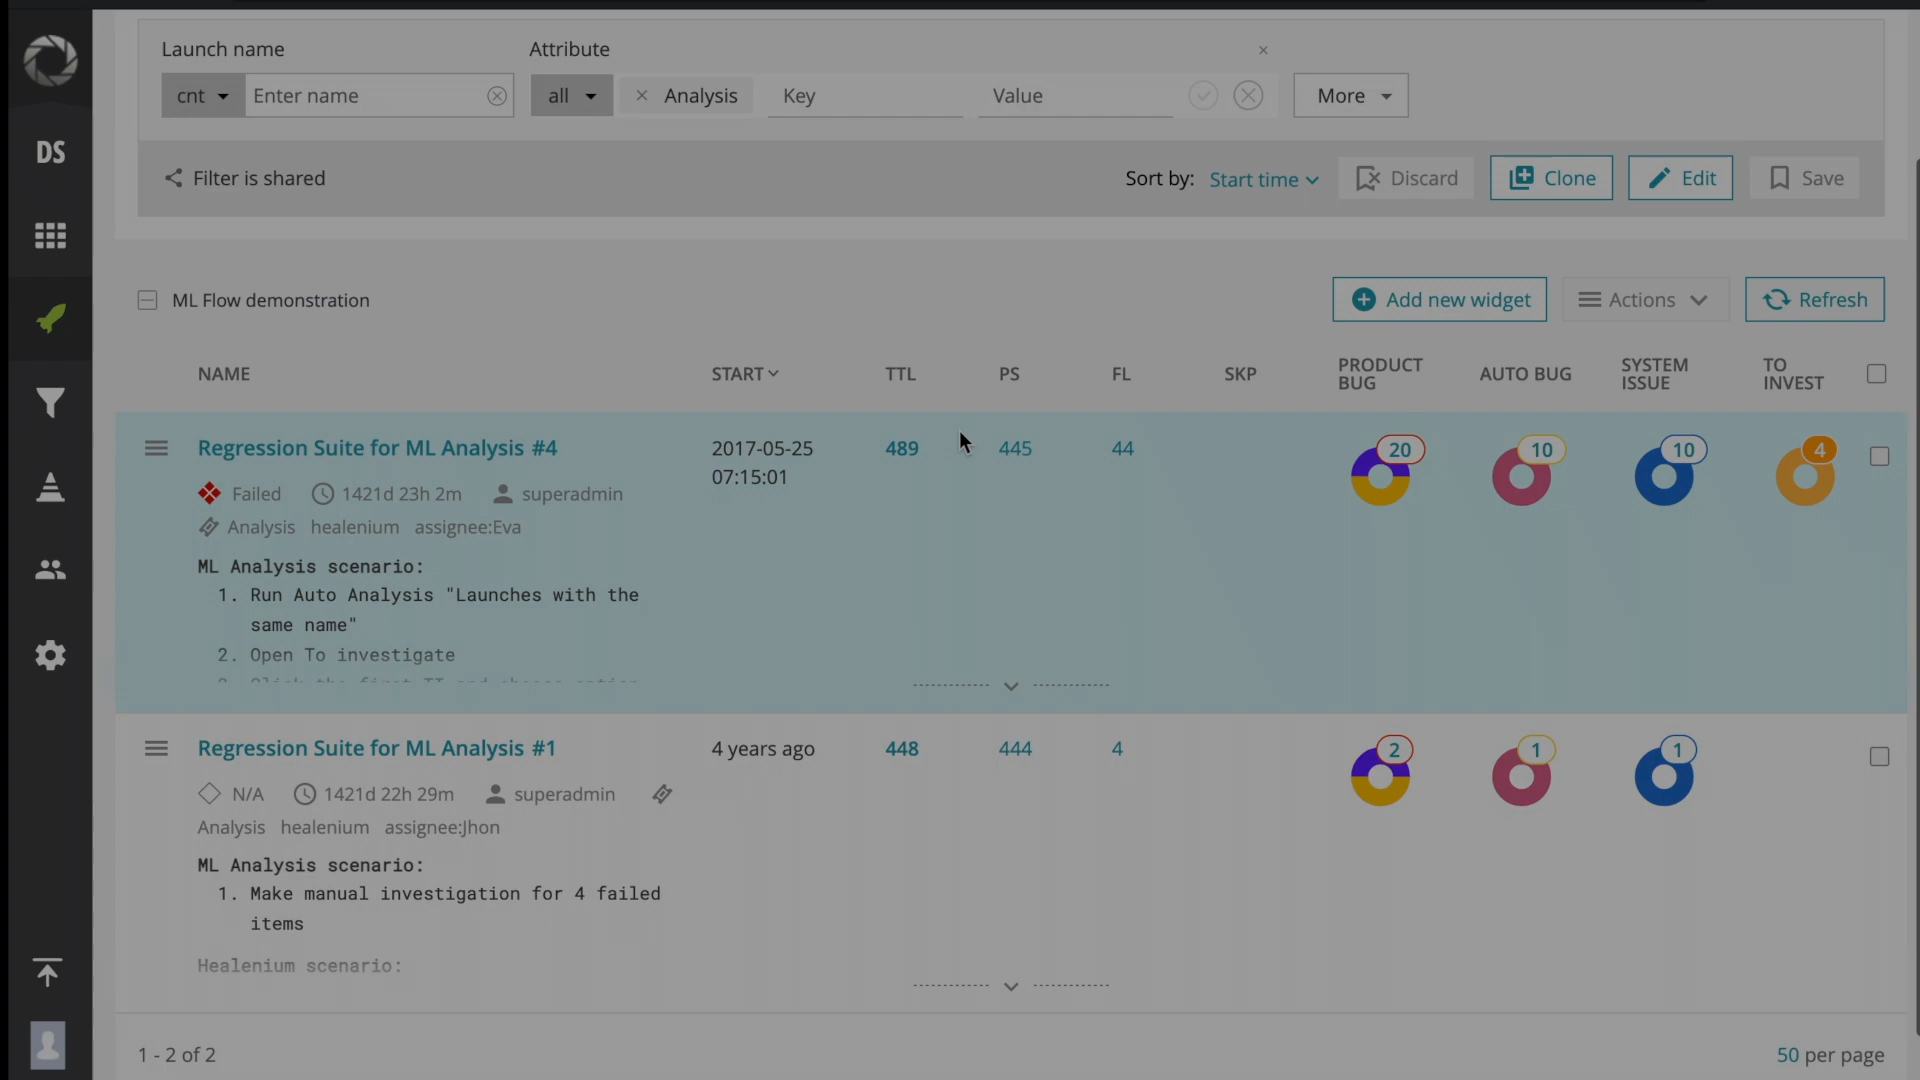 Launch name
Attribute
cnt
Enter name
all
Analysis
Key
Value
More
DS
Filter is shared
Sort by: Start time
Discard
Clone
Edit
Save
ML Flow demonstration
Add new widget
Actions
Refresh
NAME
START
TTL
PS
FL
SKP
PRODUCT
BUG
AUTO BUG
SYSTEM
ISSUE
TO
INVEST
Regression Suite for ML Analysis #4
2017-05-25
07:15:01
489
445
44
20
10
10
4
Failed 1421d 23h 2m superadmin
Analysis healenium assignee:Eva
ML Analysis scenario:
1. Run Auto Analysis "Launches with the
same name"
2. Open To investigate
Regression Suite for ML Analysis #1
4 years ago
448
444
4
2
1
1
N/A 1421d 22h 29m superadmin
Analysis healenium assignee:Jhon
ML Analysis scenario:
1. Make manual investigation for 4 failed
items
Healenium scenario:
1 - 2 of 2
50 per page